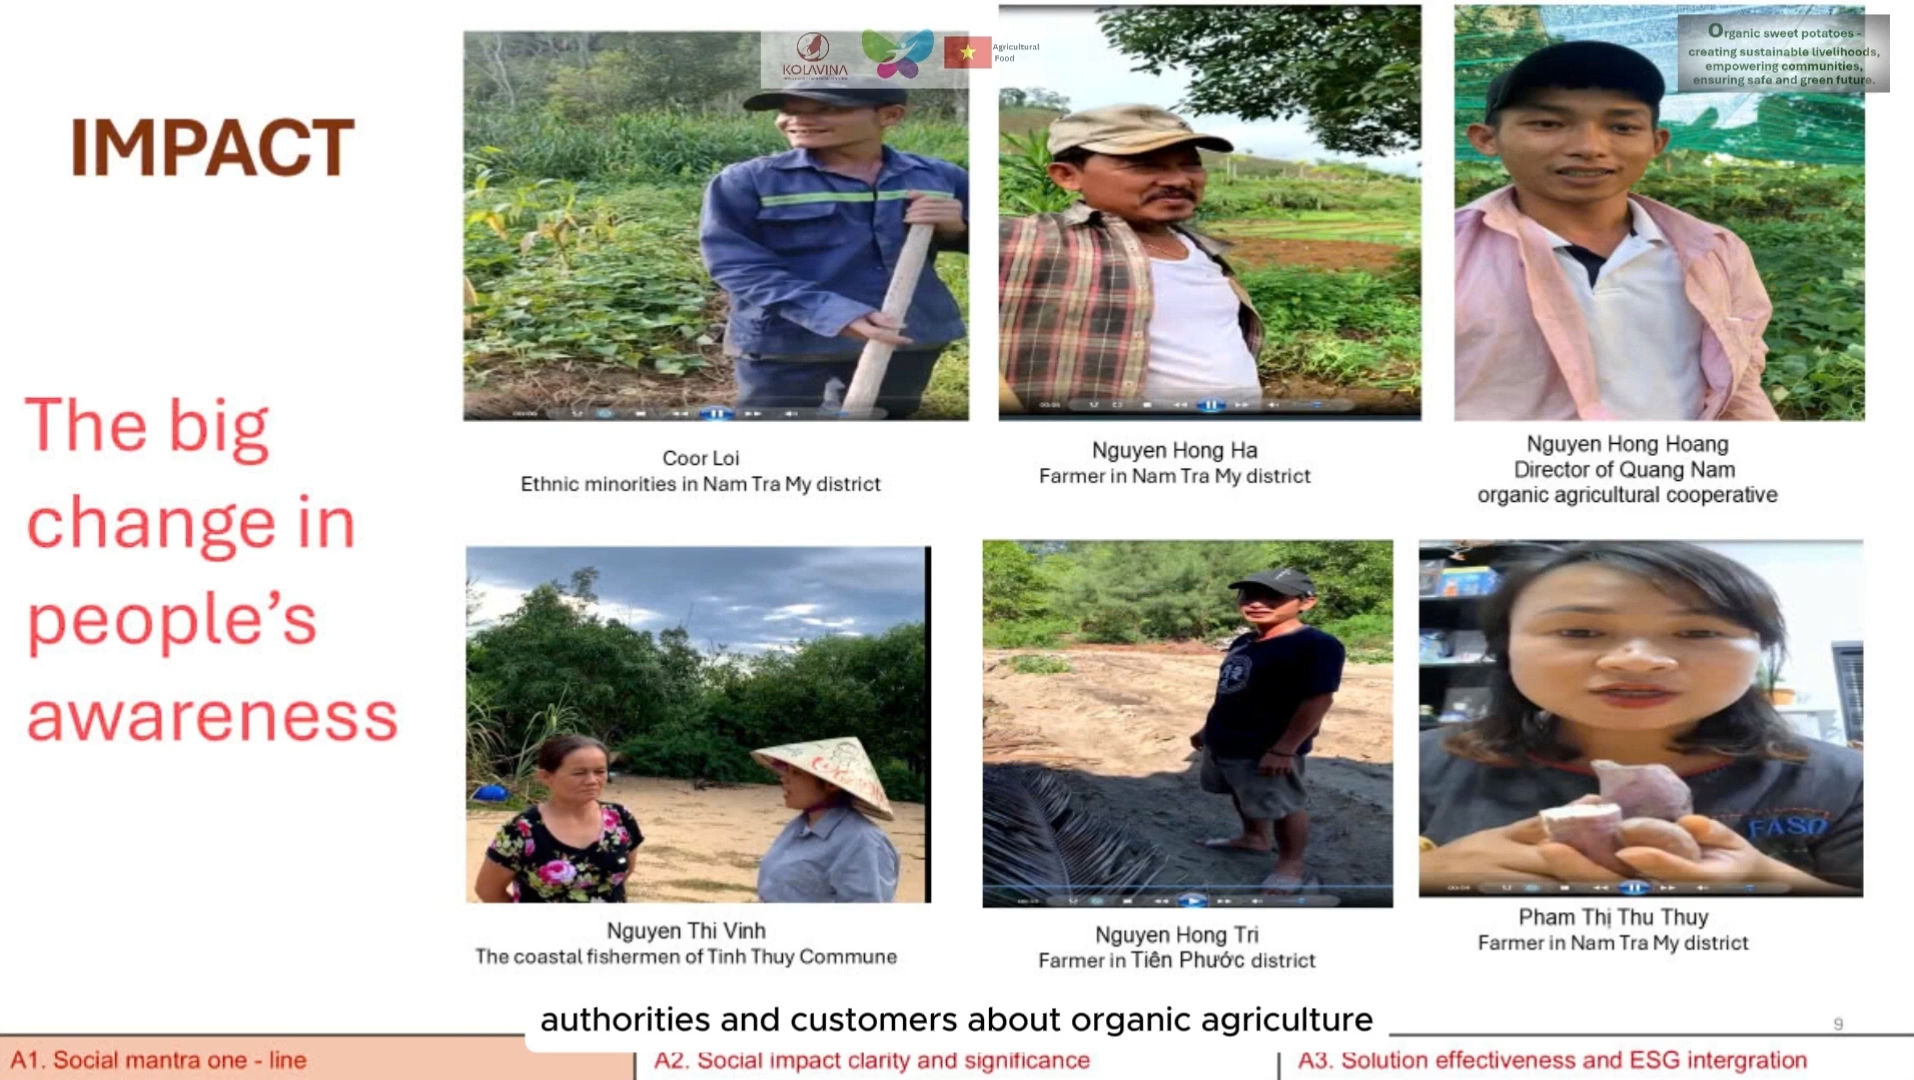 KOLAVINA
Agricultural
Food
Organic sweet potatoes -
creating sustainable livelihoods,
empowering communities,
ensuring safe and green future.
IMPACT
The big
change in
people's
awareness
Coor Loi
Ethnic minorities in Nam Tra My district
Nguyen Hong Ha
Farmer in Nam Tra My district
Nguyen Hong Hoang
Director of Quang Nam
organic agricultural cooperative
FASO
Nguyen Thi Vinh
The coastal fishermen of Tinh Thuy Commune
Nguyen Hong Tri
Farmer in Tiên Phước district
Pham Thị Thu Thuy
Farmer in Nam Tra My district
authorities and customers about organic agriculture
9
A1. Social mantra one - line
A2. Social impact clarity and significance
A3. Solution effectiveness and ESG intergration